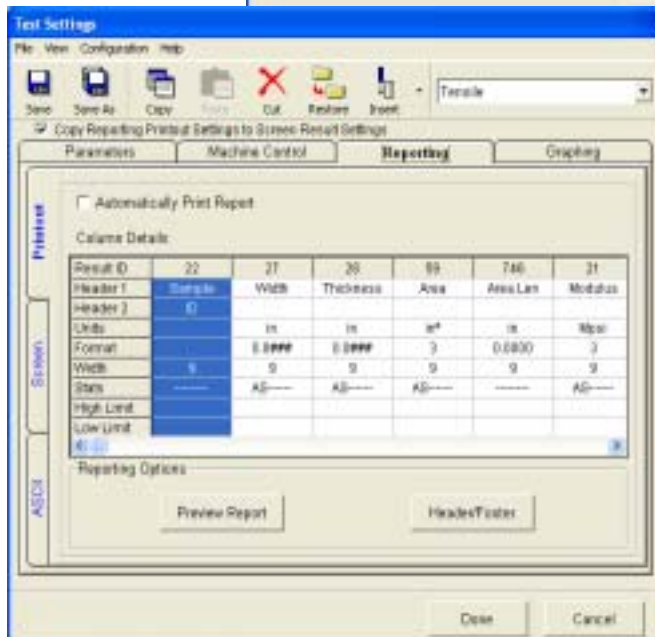 Test Settings
File View Configuration Help
Save Save As Copy Cut Restore Insert Tensile
Copy Reporting Printout Settings to Screen Result Settings
Parameters Machine Control Reporting Graphing
Printout
Screen
ASCII
Automatically Print Report
Column Details
Result ID 22 27 28 99 746 31
Header 1 Sample Width Thickness Area Area Len Modulus
Header 2 ID
Units in in in² in Mpsi
Format 0.0### 0.0### 3 0.0000 3
Width 9 9 9 9 9 9
Stats ------- AS----- AS----- AS----- ------- AS-----
High Limit
Low Limit
Reporting Options
Preview Report Header/Footer
Done Cancel